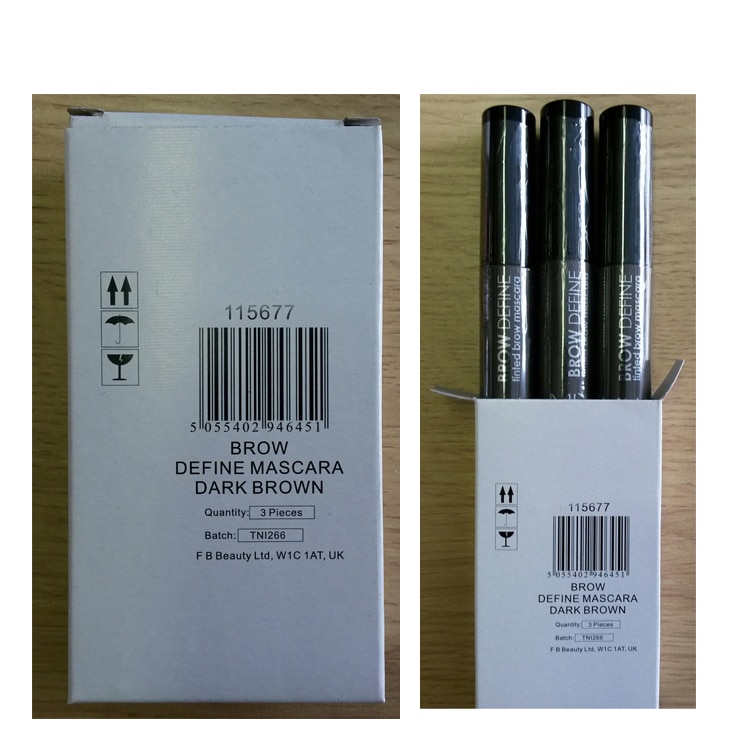 115677
5 055402 946451
BROW
DEFINE MASCARA
DARK BROWN
Quantity: 3 Pieces
Batch: TNI266
F B Beauty Ltd, W1C 1AT, UK
BROW DEFINE
tinted brow mascara
BROW DEFINE
BROW DEFINE
tinted brow mascara
115677
5 055402 946451
BROW
DEFINE MASCARA
DARK BROWN
Quantity: 3 Pieces
Batch: TNI266
F B Beauty Ltd, W1C 1AT, UK